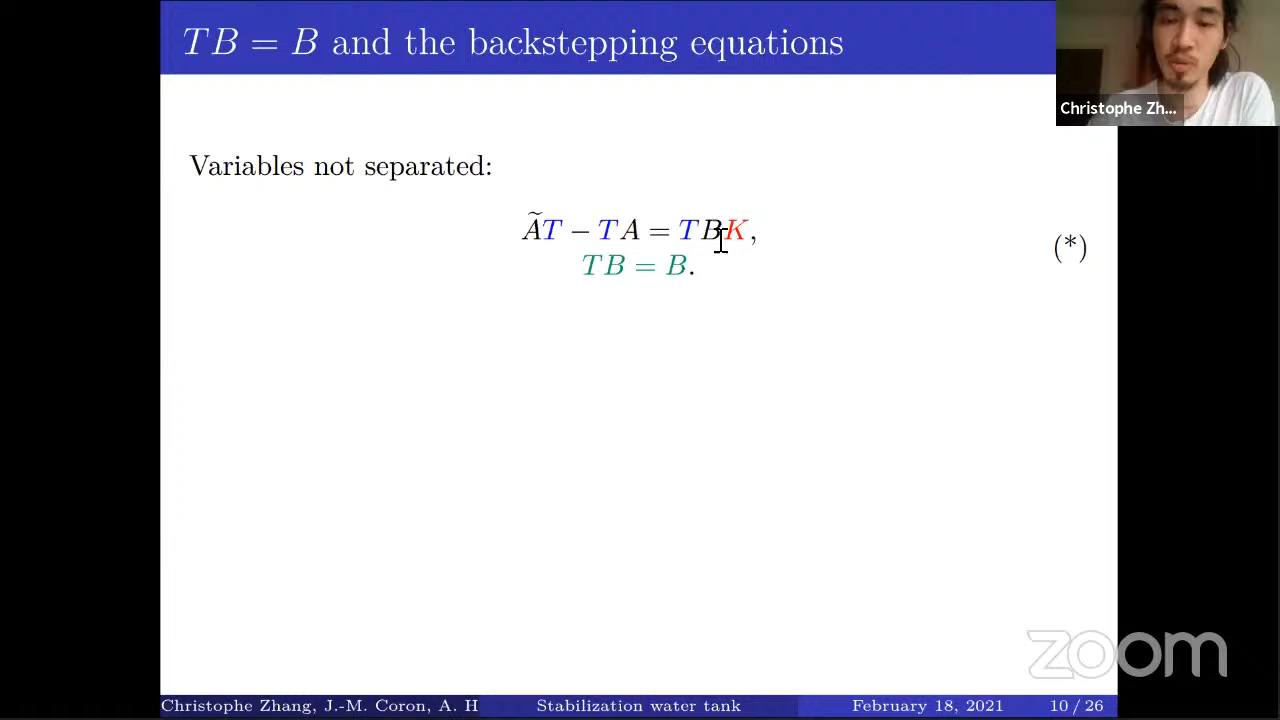 TB = B and the backstepping equations
Christophe Zh...
Variables not separated:
ÃT − TA = TBK,
(*)
TB = B.
zoom
Christophe Zhang, J.-M. Coron, A. H
Stabilization water tank
February 18, 2021
10 / 26